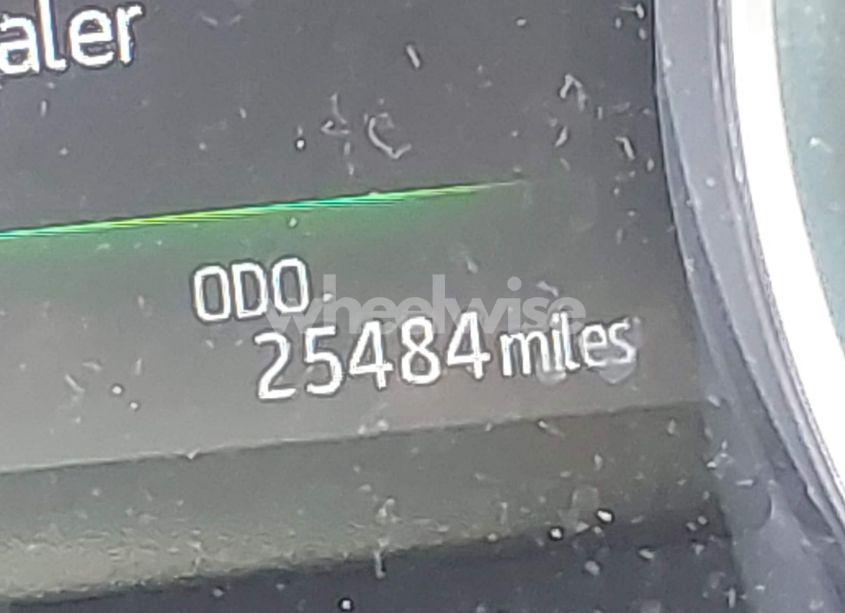 aler
ODO
wheelwise
25484 miles